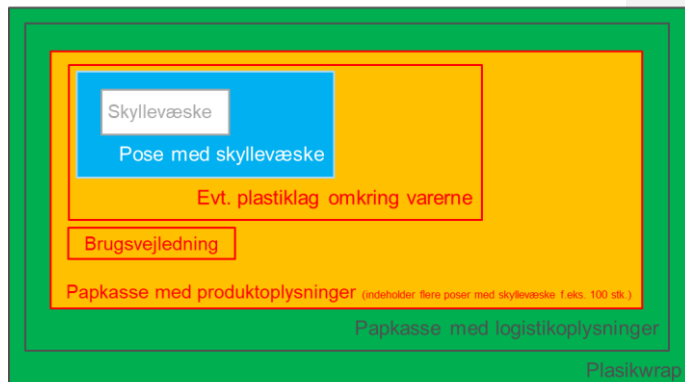 Skyllevæske
Pose med skyllevæske
Evt. plastiklag omkring varerne
Brugsvejledning
Papkasse med produktoplysninger (indeholder flere poser med skyllevæske f.eks. 100 stk.)
Papkasse med logistikoplysninger
Plasikwrap